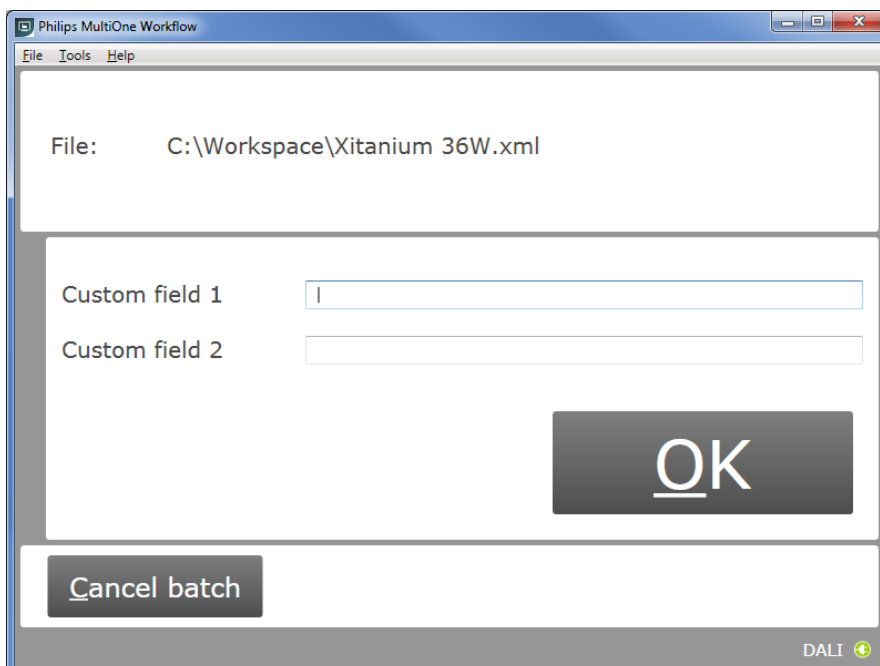 Philips MultiOne Workflow
File Tools Help
File: C:\Workspace\Xitanium 36W.xml
Custom field 1
Custom field 2
OK
Cancel batch
DALI